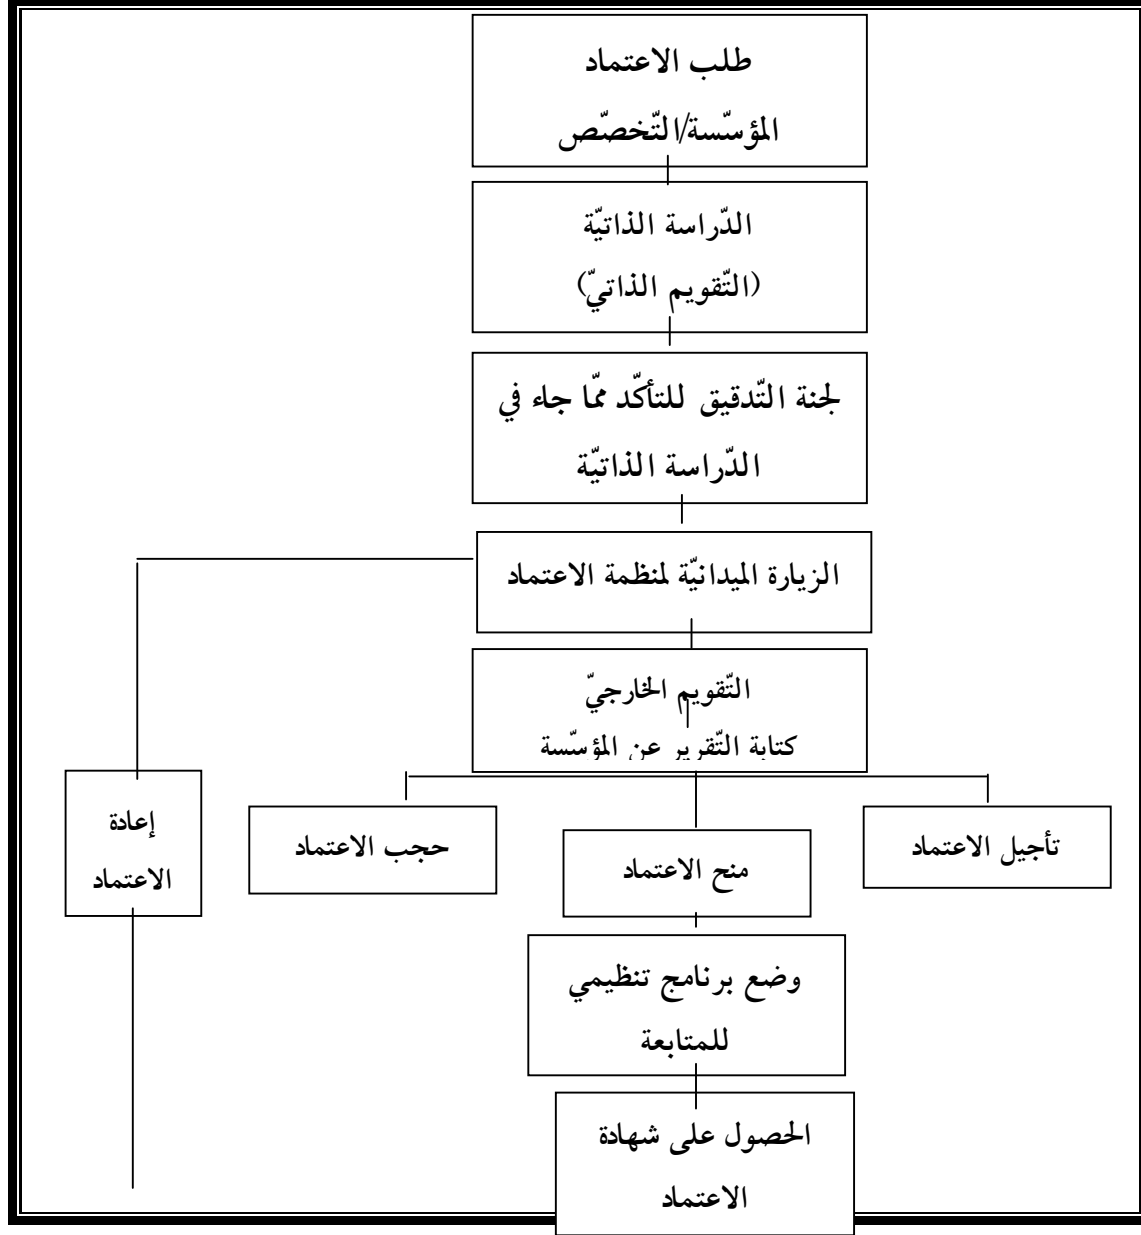 طلب الاعتماد
المؤسّسة/التّخصّص
الدّراسة الذاتيّة
(التّقويم الذاتيّ)
لجنة التّدقيق للتأكّد ممّا جاء في
الدّراسة الذاتيّة
الزيارة الميدانيّة لمنظمة الاعتماد
التّقويم الخارجيّ
كتابة التّقرير عن المؤسّسة
تأجيل الاعتماد
منح الاعتماد
حجب الاعتماد
إعادة
الاعتماد
وضع برنامج تنظيمي
للمتابعة
الحصول على شهادة
الاعتماد